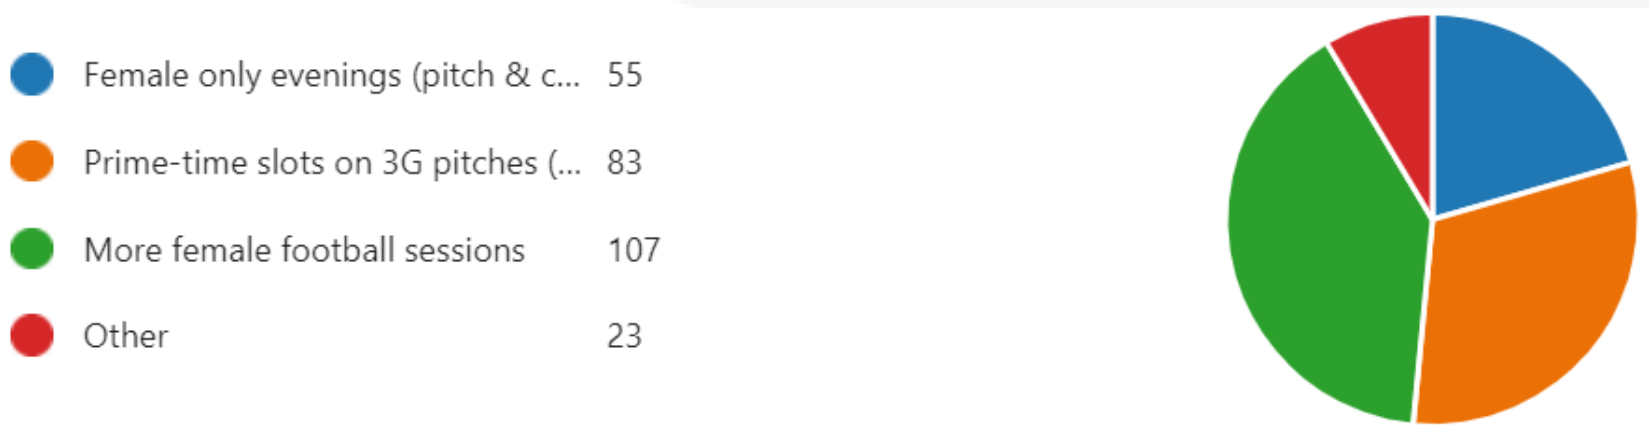 Female only evenings (pitch & c... 55
Prime-time slots on 3G pitches (... 83
More female football sessions 107
Other 23